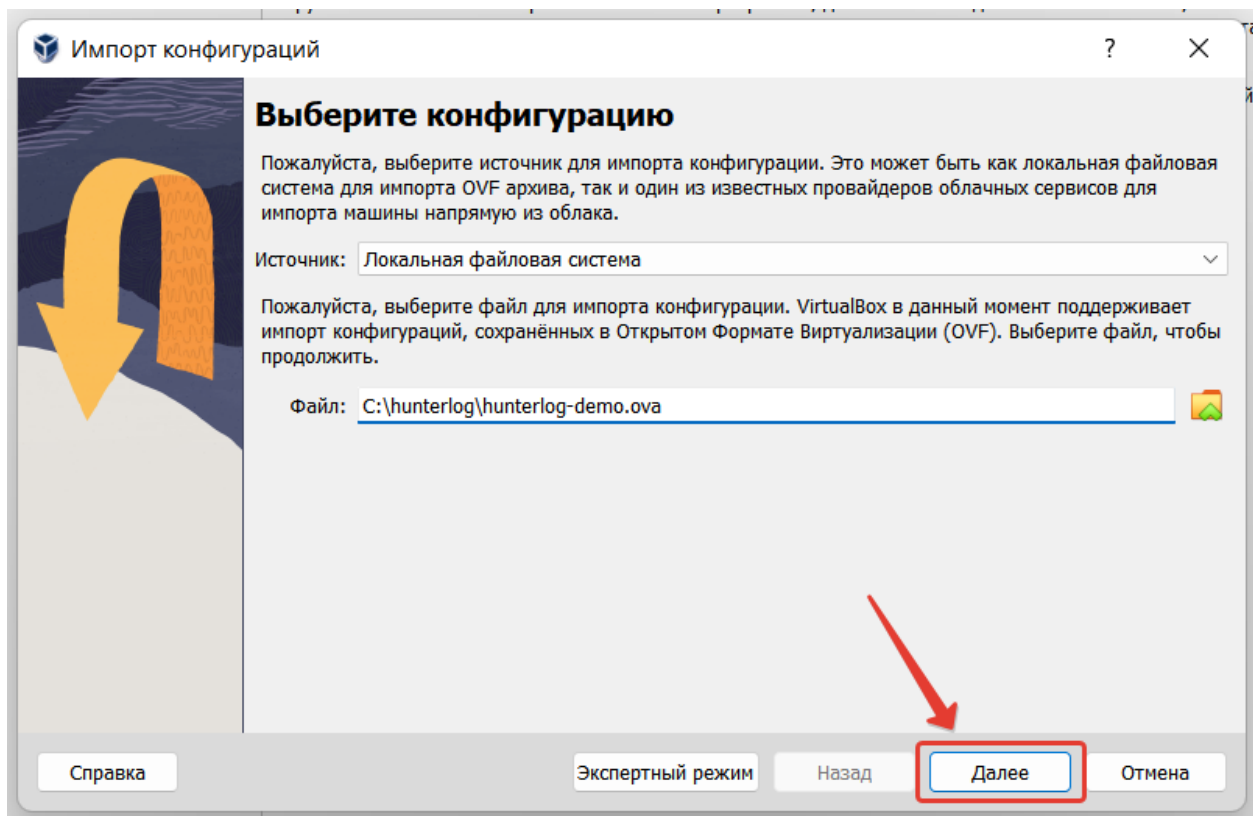 Импорт конфигураций
?
Выберите конфигурацию
Пожалуйста, выберите источник для импорта конфигурации. Это может быть как локальная файловая
система для импорта OVF архива, так и один из известных провайдеров облачных сервисов для
импорта машины напрямую из облака.
Источник: Локальная файловая система
Пожалуйста, выберите файл для импорта конфигурации. VirtualBox в данный момент поддерживает
импорт конфигураций, сохранённых в Открытом Формате Виртуализации (OVF). Выберите файл, чтобы
продолжить.
Файл: C:\hunterlog\hunterlog-demo.ova
Справка Экспертный режим Назад Далее Отмена